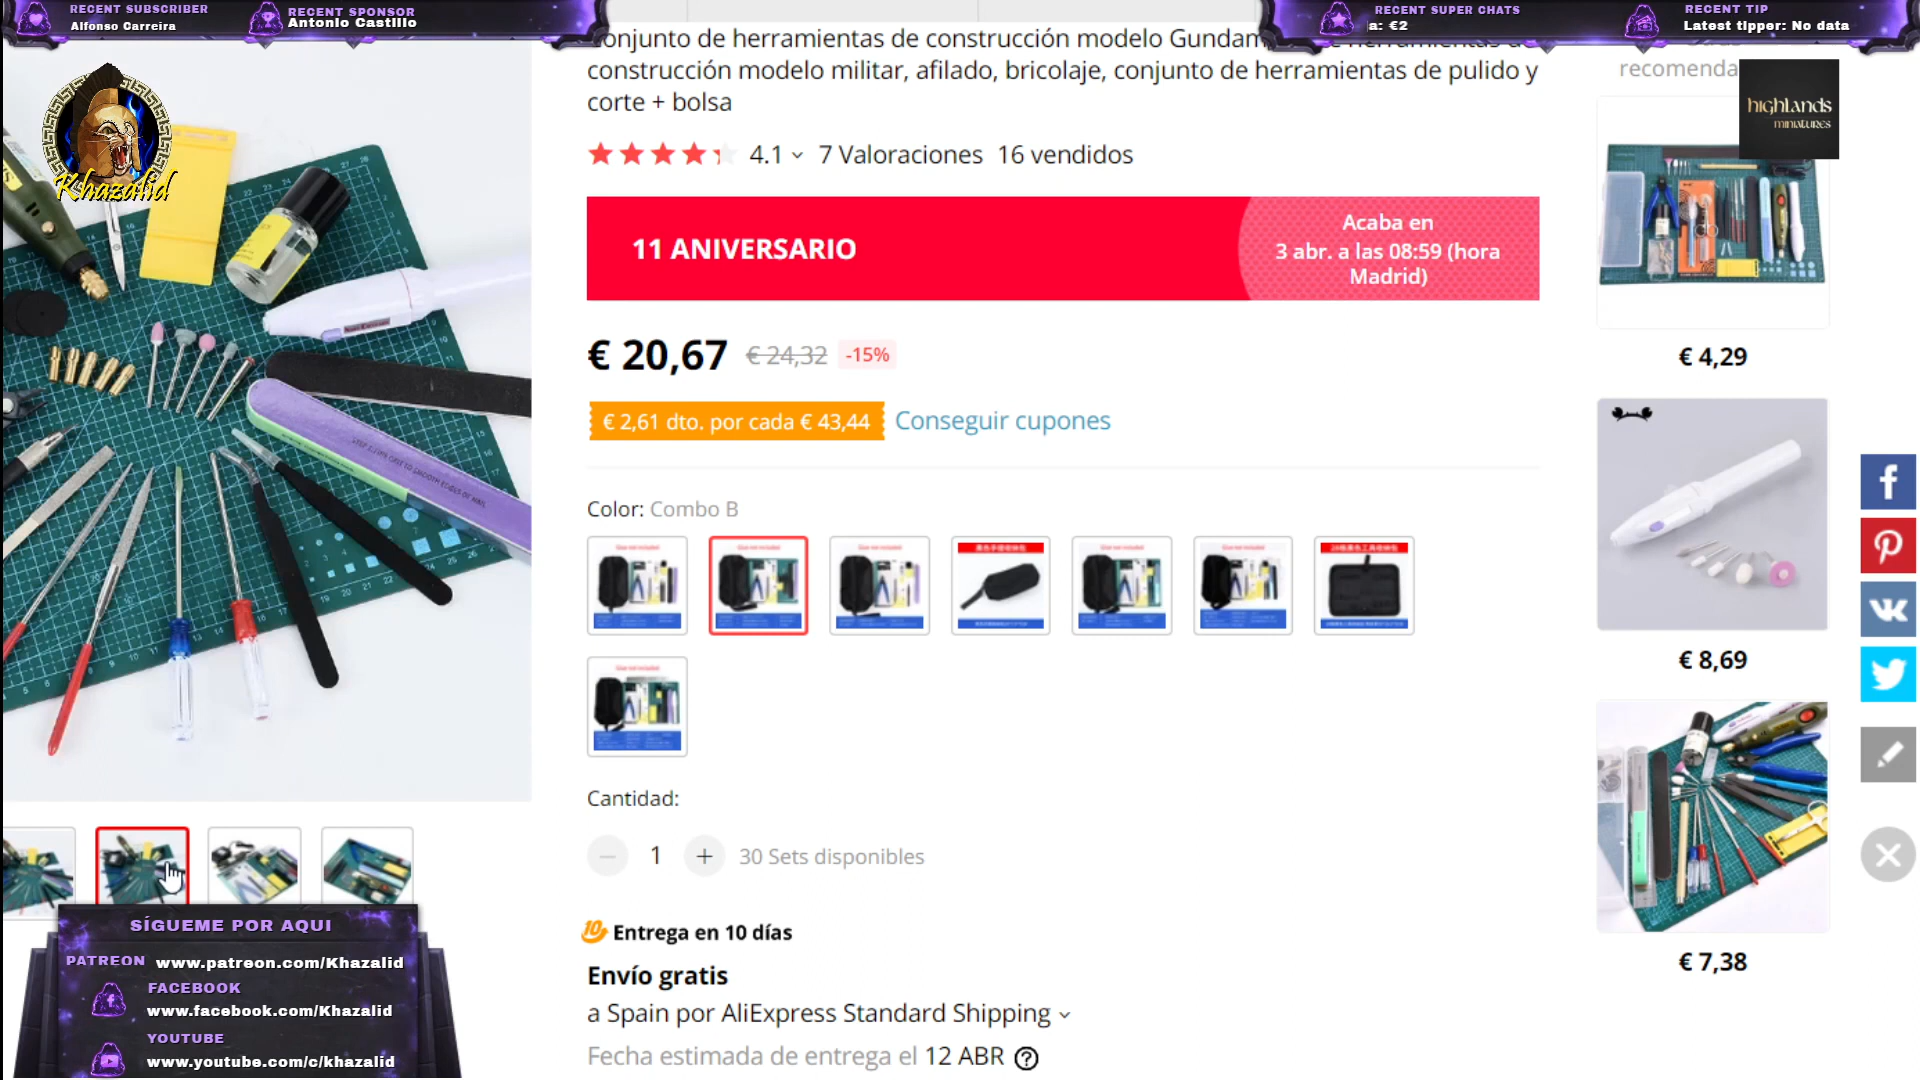 RECENT SUBSCRIBER
Alfonso Carreira
RECENT SPONSOR
Antonio Castillo
RECENT SUPER CHATS
a: €2
RECENT TIP
Latest tipper: No data
Khazalid
highlands
MINIATURES
recomenda
Conjunto de herramientas de construcción modelo Gundam,
construcción modelo militar, afilado, bricolaje, conjunto de herramientas de pulido y
corte + bolsa
4.1 7 Valoraciones 16 vendidos
11 ANIVERSARIO
Acaba en
3 abr. a las 08:59 (hora
Madrid)
€ 20,67 € 24,32 -15%
€ 2,61 dto. por cada € 43,44 Conseguir cupones
Color: Combo B
Cantidad:
1 30 Sets disponibles
10 Entrega en 10 días
Envío gratis
a Spain por AliExpress Standard Shipping
Fecha estimada de entrega el 12 ABR
€ 4,29
€ 8,69
€ 7,38
SÍGUEME POR AQUI
PATREON www.patreon.com/Khazalid
FACEBOOK
www.facebook.com/Khazalid
YOUTUBE
www.youtube.com/c/khazalid